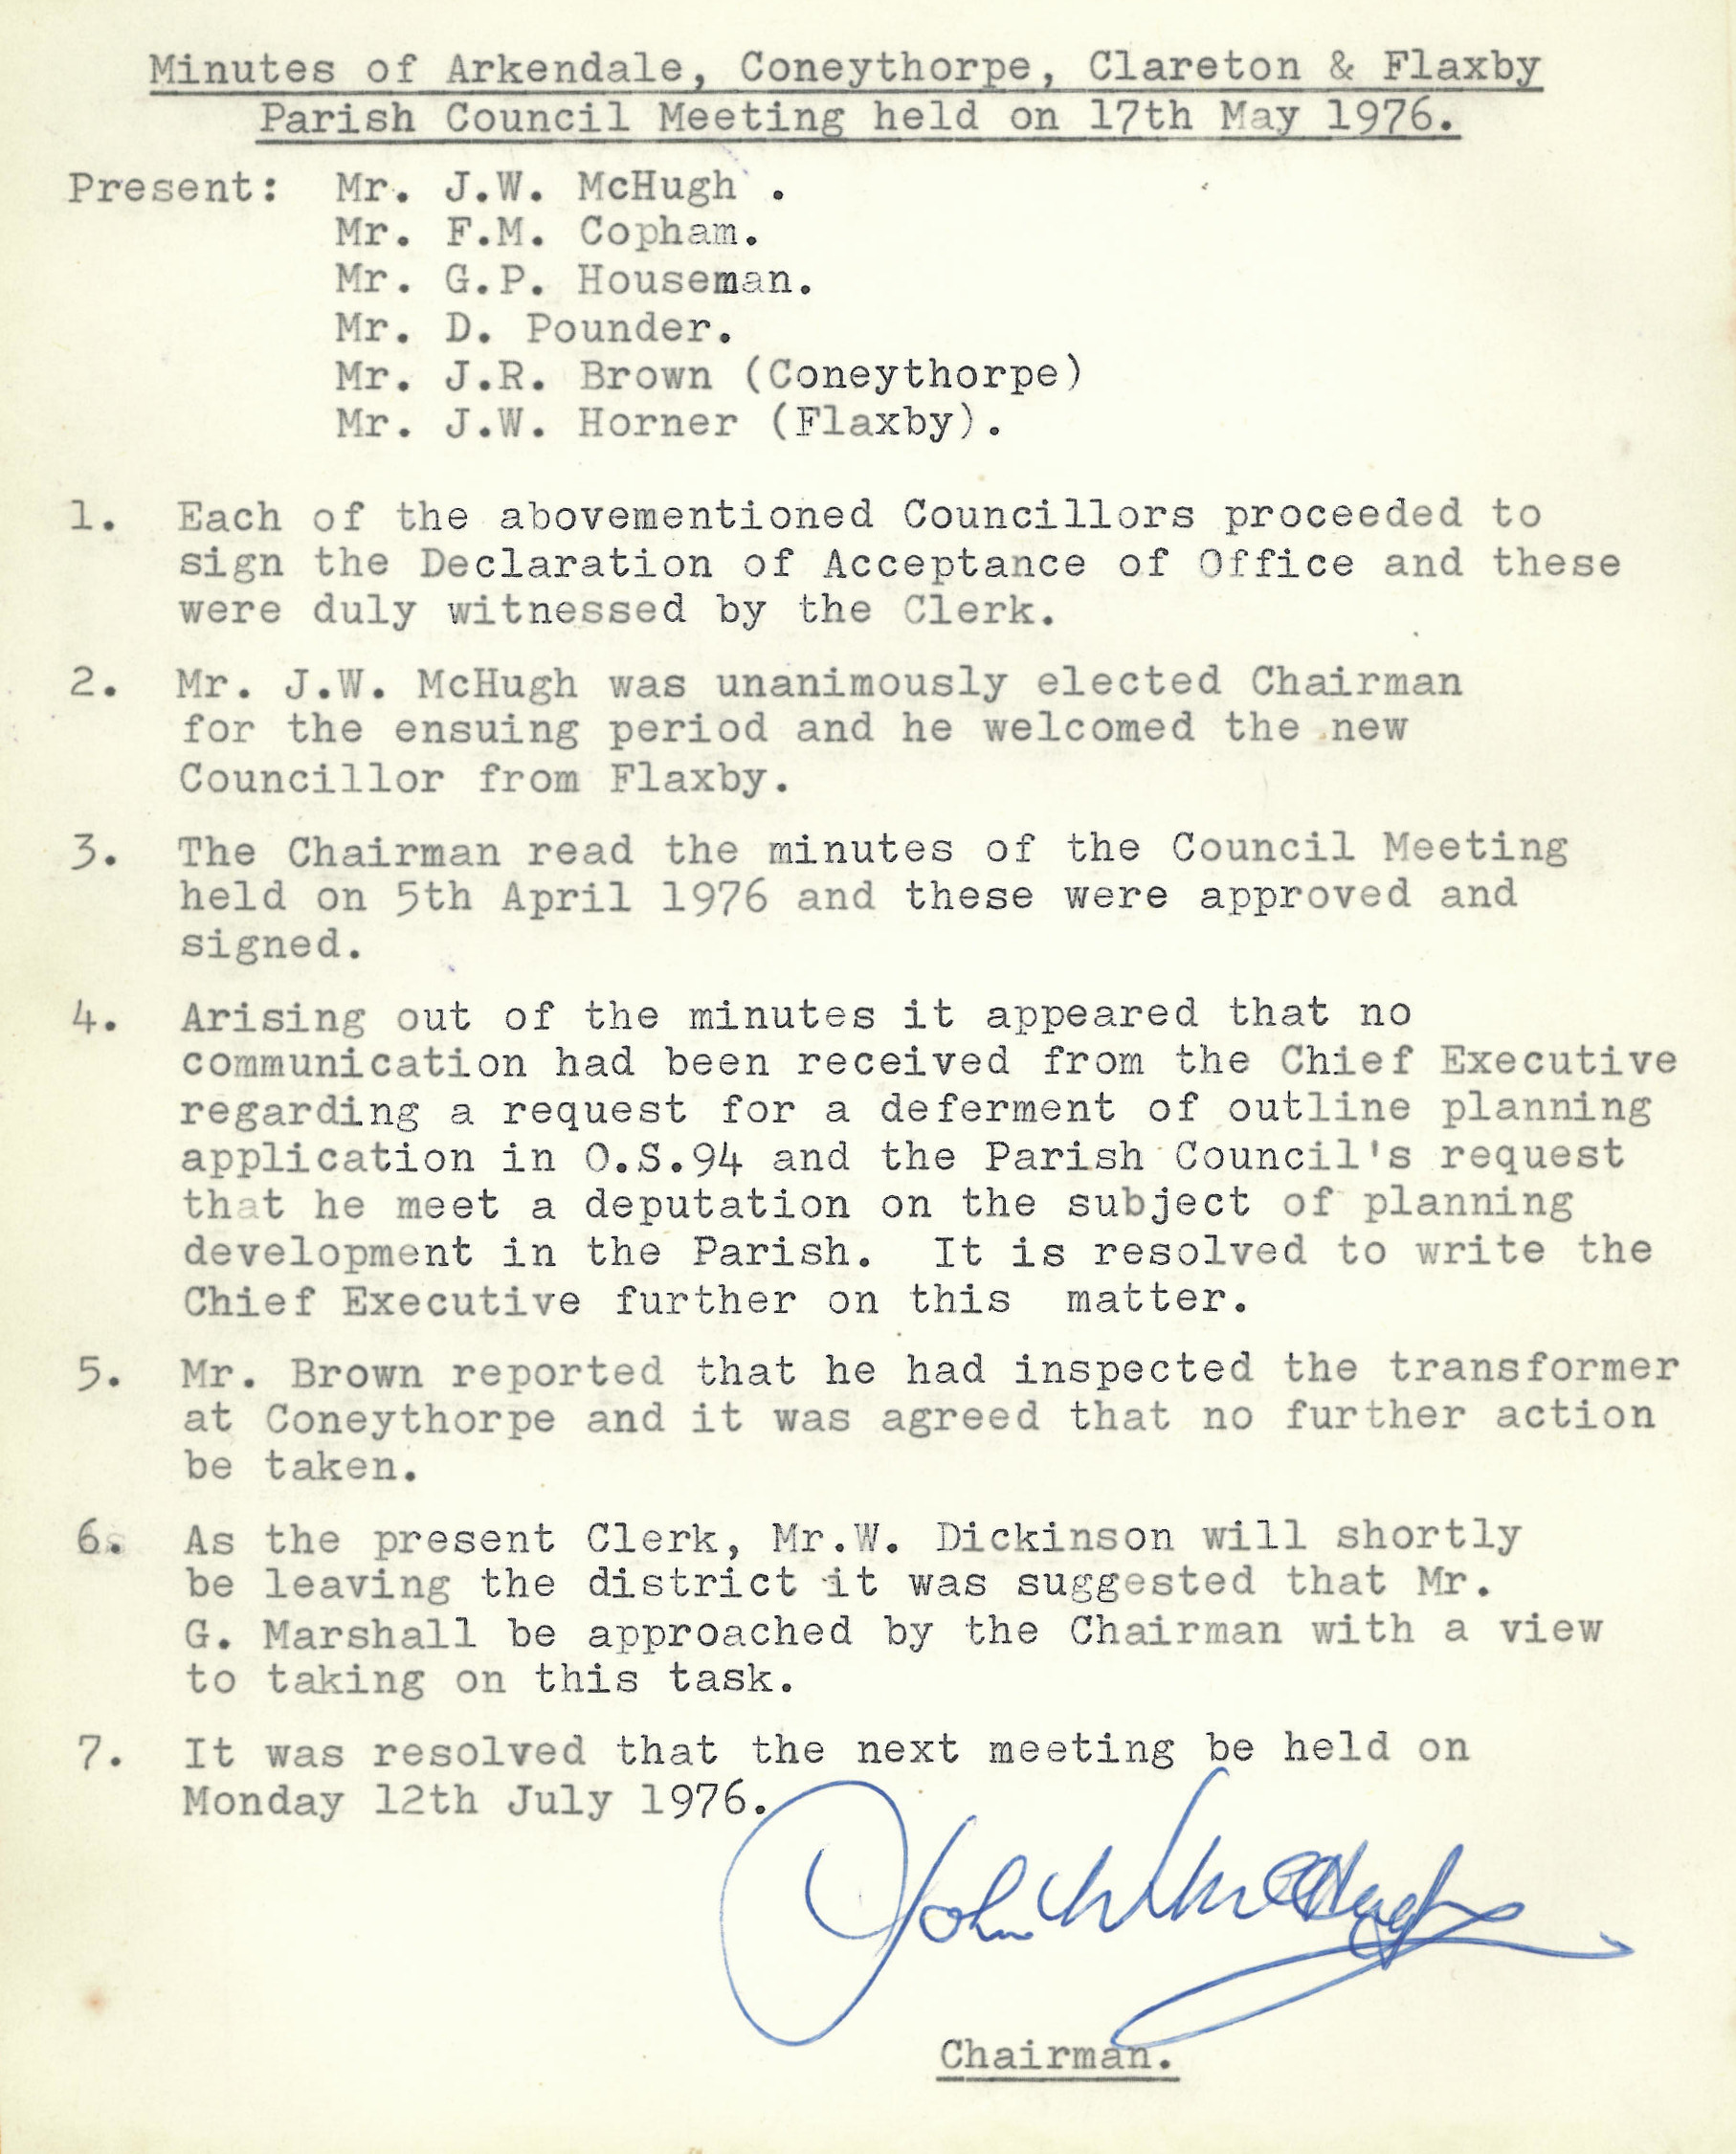 Minutes of Arkendale, Coneythorpe, Clareton & Flaxby
Parish Council Meeting held on 17th May 1976.
Present: Mr. J.W. McHugh .
Mr. F.M. Copham.
Mr. G.P. Houseman.
Mr. D. Pounder.
Mr. J.R. Brown (Coneythorpe)
Mr. J.W. Horner (Flaxby).
1. Each of the abovementioned Councillors proceeded to
sign the Declaration of Acceptance of Office and these
were duly witnessed by the Clerk.
2. Mr. J.W. McHugh was unanimously elected Chairman
for the ensuing period and he welcomed the new
Councillor from Flaxby.
3. The Chairman read the minutes of the Council Meeting
held on 5th April 1976 and these were approved and
signed.
4. Arising out of the minutes it appeared that no
communication had been received from the Chief Executive
regarding a request for a deferment of outline planning
application in O.S.94 and the Parish Council's request
that he meet a deputation on the subject of planning
development in the Parish. It is resolved to write the
Chief Executive further on this matter.
5. Mr. Brown reported that he had inspected the transformer
at Coneythorpe and it was agreed that no further action
be taken.
6. As the present Clerk, Mr.W. Dickinson will shortly
be leaving the district it was suggested that Mr.
G. Marshall be approached by the Chairman with a view
to taking on this task.
7. It was resolved that the next meeting be held on
Monday 12th July 1976.
John W McHugh
Chairman.